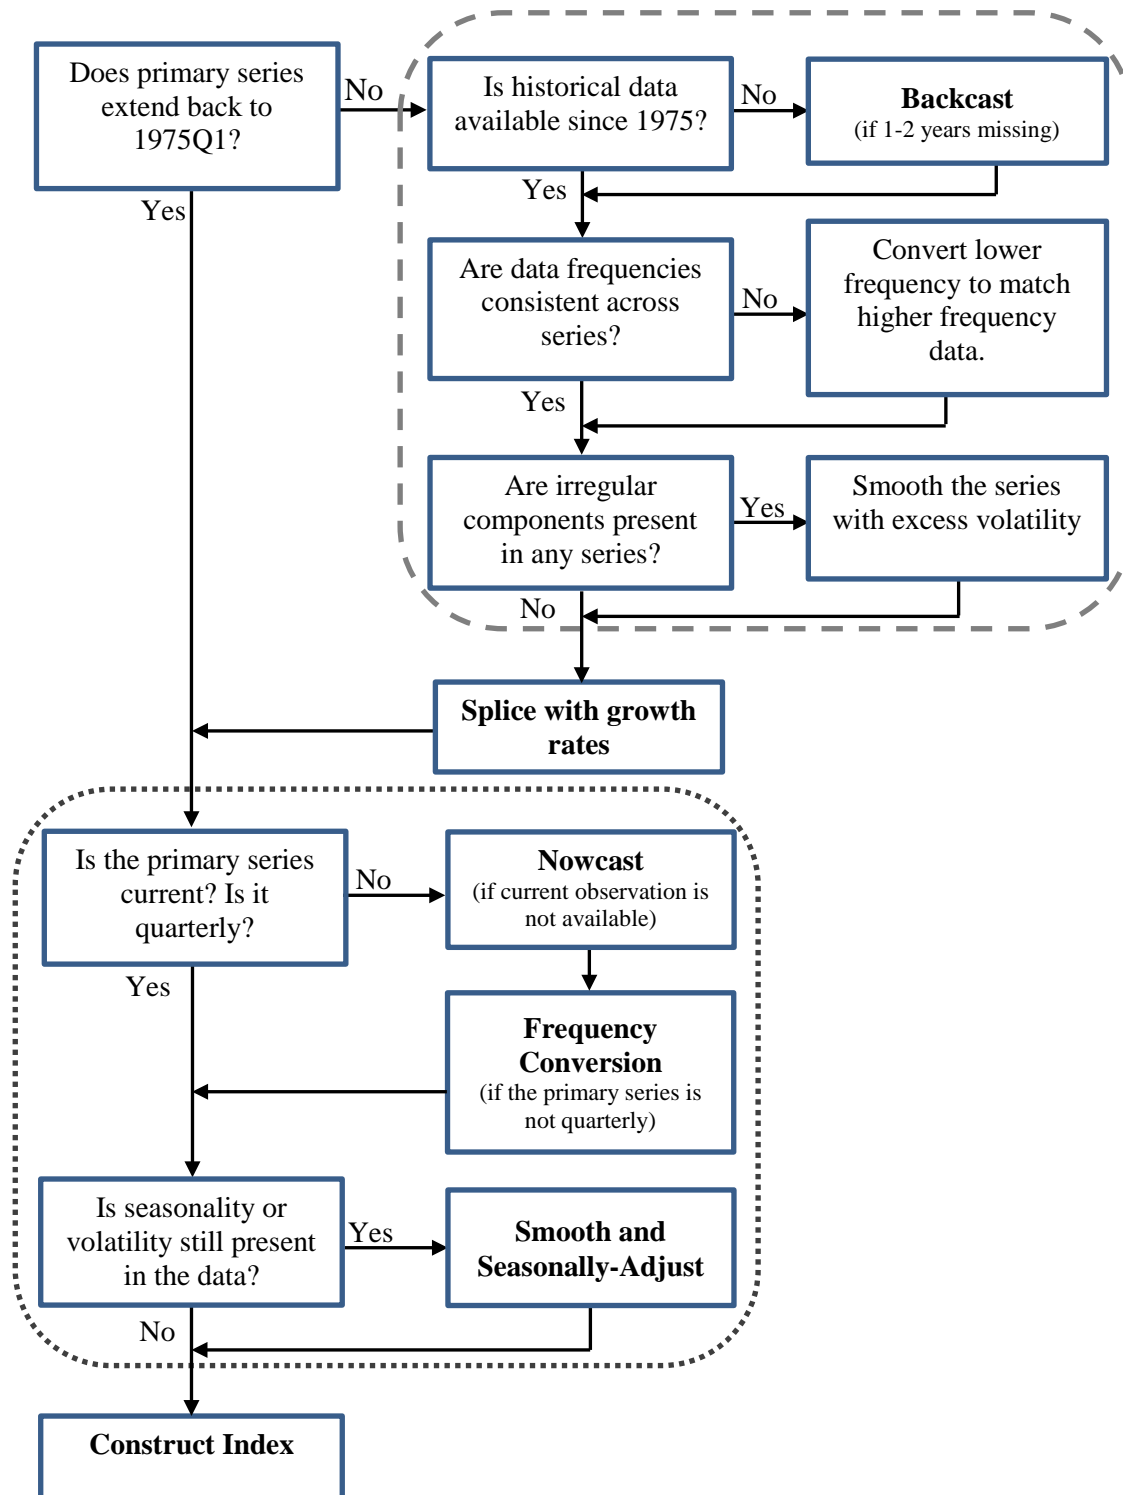 Does primary series
extend back to
1975Q1?
No
Is historical data
available since 1975?
No
Backcast
(if 1-2 years missing)
Yes
Yes
Are data frequencies
consistent across
series?
No
Convert lower
frequency to match
higher frequency
data.
Yes
Are irregular
components present
in any series?
Yes
Smooth the series
with excess volatility
No
Splice with growth
rates
Is the primary series
current? Is it
quarterly?
No
Nowcast
(if current observation is
not available)
Yes
Frequency
Conversion
(if the primary series is
not quarterly)
Is seasonality or
volatility still present
in the data?
Yes
Smooth and
Seasonally-Adjust
No
Construct Index